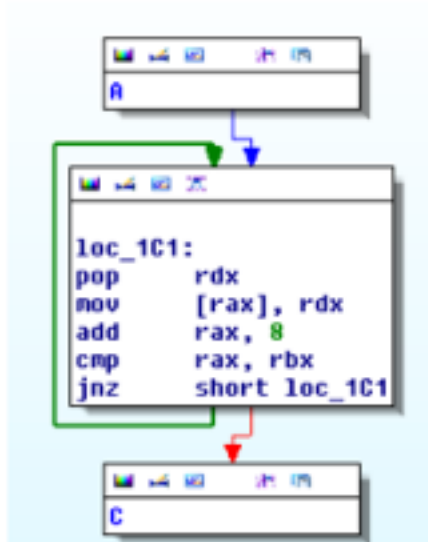 A
loc_1C1:
pop rdx
mov [rax], rdx
add rax, 8
cmp rax, rbx
jnz short loc_1C1
C